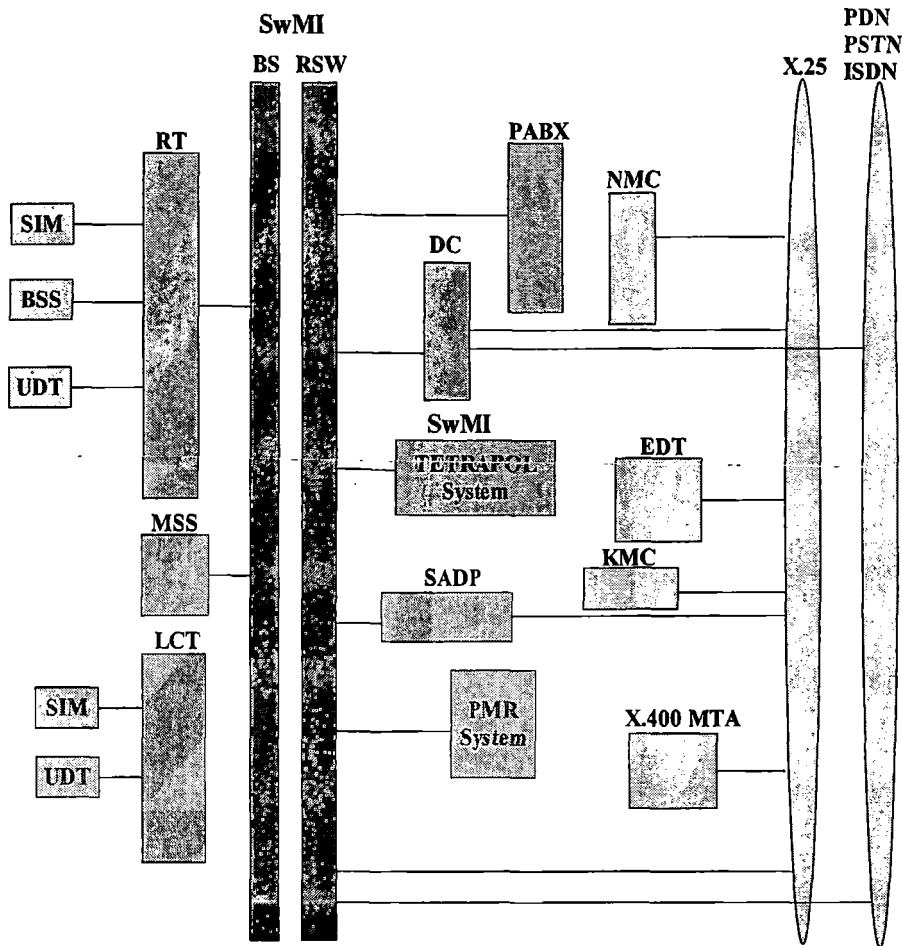 SwMI
PDN
PSTN
ISDN
BS RSW
X.25
RT
PABX
NMC
SIM
DC
BSS
UDT
SwMI
TETRAPOL
System
EDT
MSS
KMC
SADP
LCT
SIM
PMR
System
X.400 MTA
UDT